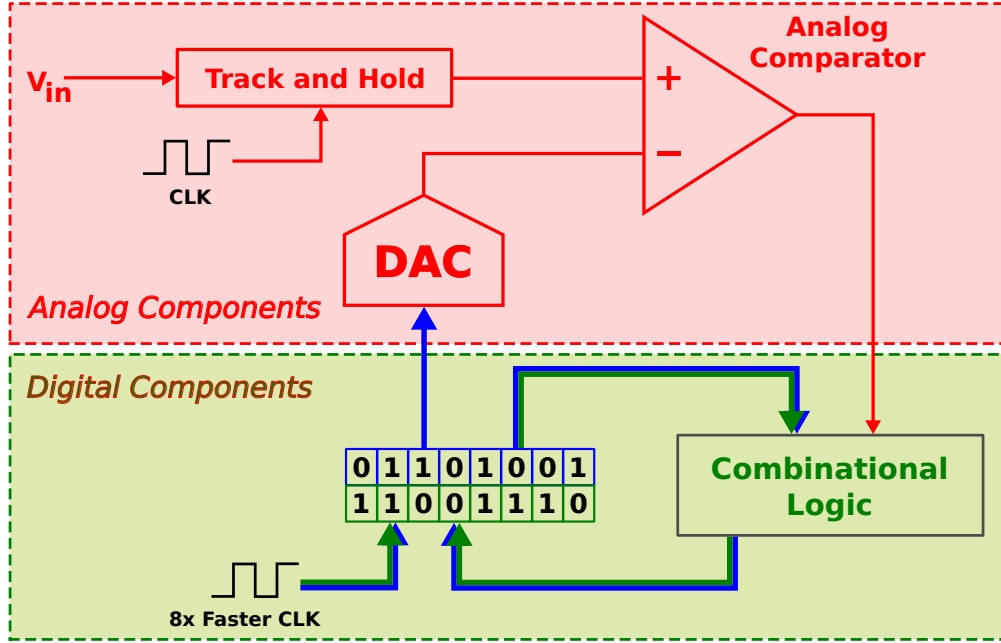 Analog
Comparator
Vin
Track and Hold
+
−
CLK
DAC
Analog Components
Digital Components
0 1 1 0 1 0 0 1
1 1 0 0 1 1 1 0
Combinational
Logic
8x Faster CLK